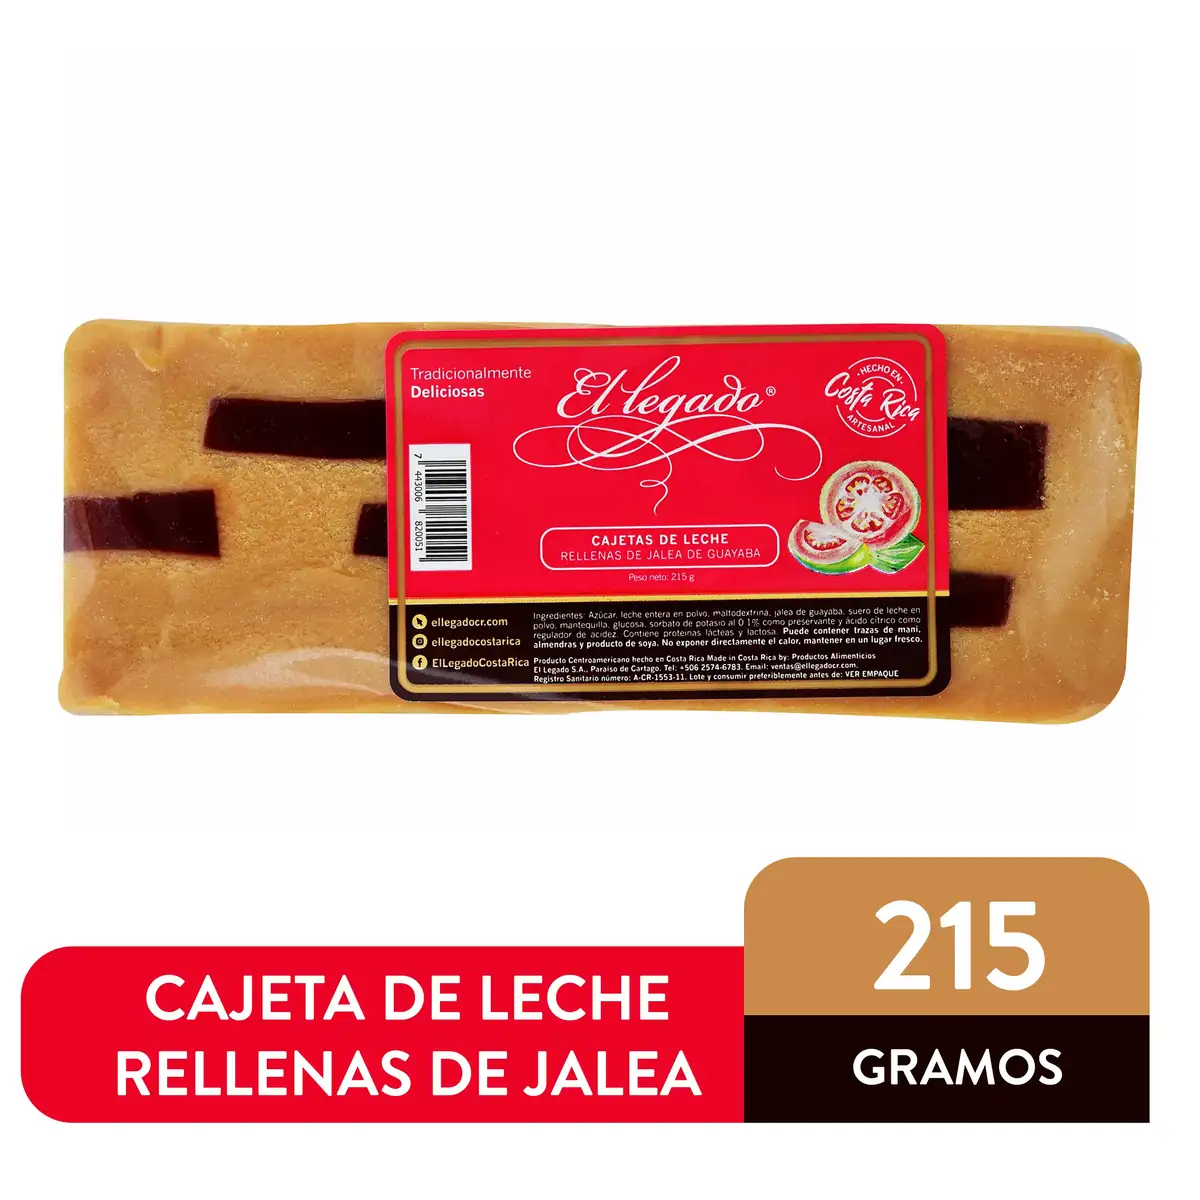 Tradicionalmente
Deliciosas
El legado®
HECHO EN
Costa Rica
ARTESANAL
7 443006 820051
CAJETAS DE LECHE
RELLENAS DE JALEA DE GUAYABA
Peso neto: 215 g
ellegadocr.com
ellegadocostarica
ElLegadoCostaRica
Ingredientes: Azúcar, leche entera en polvo, maltodextrina, jalea de guayaba, suero de leche en
polvo, mantequilla, glucosa, sorbato de potasio al 0 1% como preservante y ácido cítrico como
regulador de acidez. Contiene proteínas lácteas y lactosa. Puede contener trazas de maní,
almendras y producto de soya. No exponer directamente el calor, mantener en un lugar fresco.
Producto Centroamericano hecho en Costa Rica Made in Costa Rica by: Productos Alimenticios
El Legado S.A., Paraíso de Cartago. Tel: +506 2574-6783. Email: ventas@ellegadocr.com.
Registro Sanitario número: A-CR-1553-11. Lote y consumir preferiblemente antes de: VER EMPAQUE
CAJETA DE LECHE
RELLENAS DE JALEA
215
GRAMOS